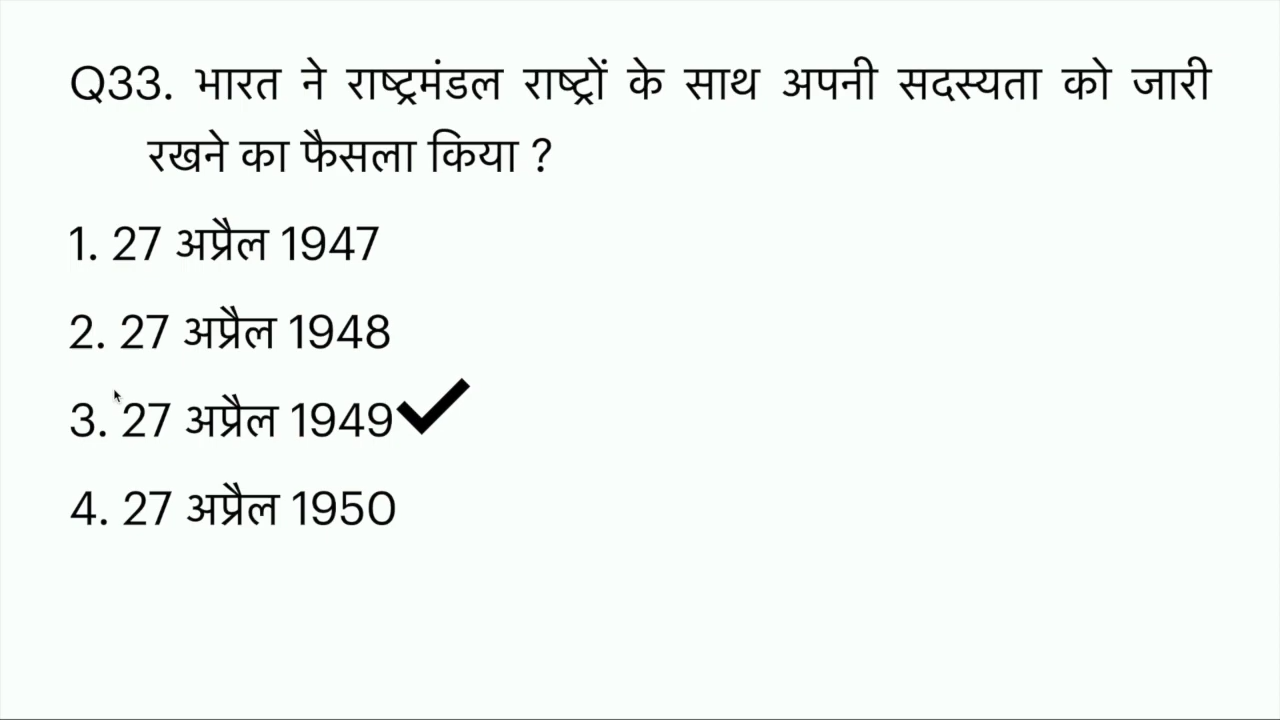 Q33. भारत ने राष्ट्रमंडल राष्ट्रों के साथ अपनी सदस्यता को जारी
रखने का फैसला किया ?
1. 27 अप्रैल 1947
2. 27 अप्रैल 1948
3. 27 अप्रैल 1949
4. 27 अप्रैल 1950